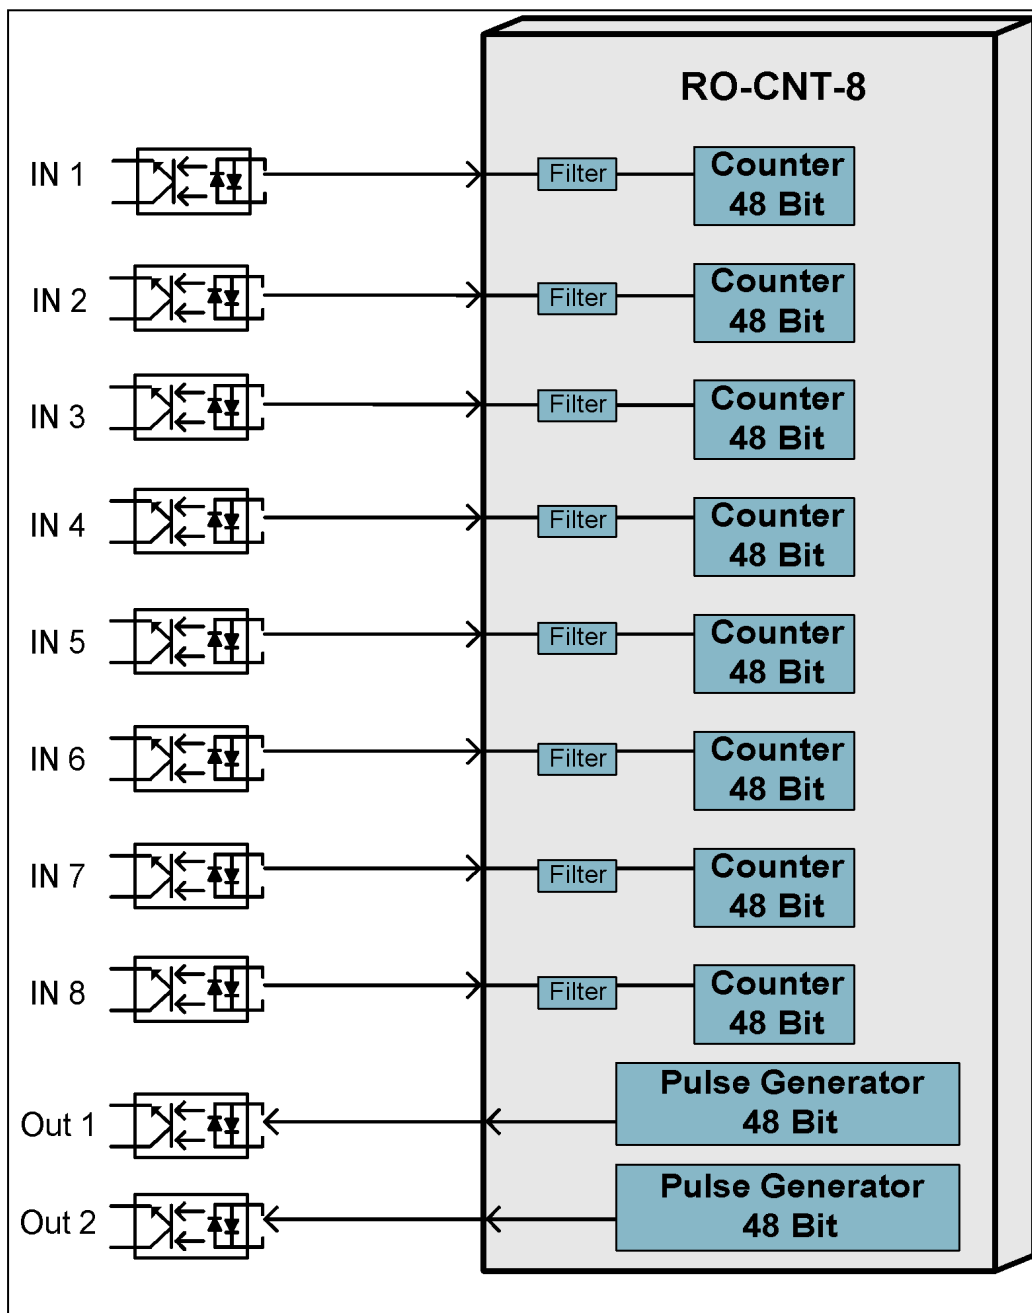 RO-CNT-8
IN 1
Filter
Counter
48 Bit
IN 2
Filter
Counter
48 Bit
IN 3
Filter
Counter
48 Bit
IN 4
Filter
Counter
48 Bit
IN 5
Filter
Counter
48 Bit
IN 6
Filter
Counter
48 Bit
IN 7
Filter
Counter
48 Bit
IN 8
Filter
Counter
48 Bit
Out 1
Pulse Generator
48 Bit
Out 2
Pulse Generator
48 Bit